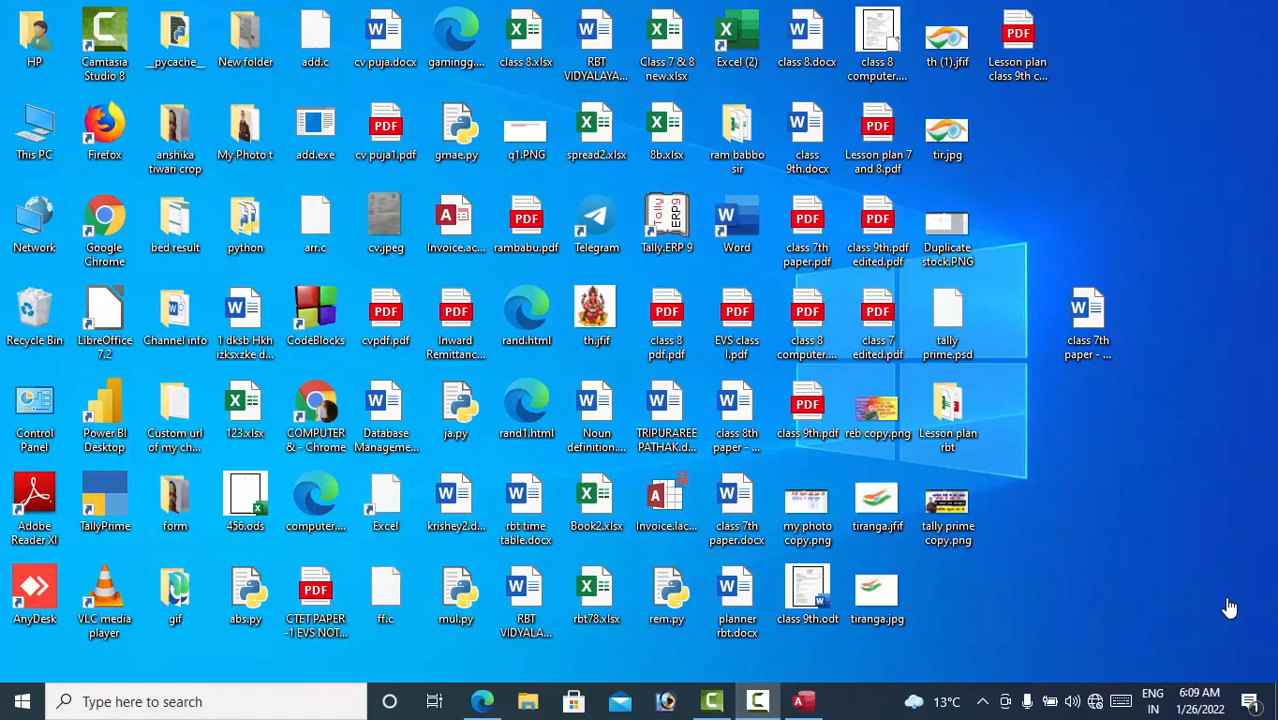 HP
Camtasia
Studio 8
__pycache__
New folder
add.c
cv puja.docx
gamingg....
class 8.xlsx
RBT
VIDYALAYA...
Class 7 & 8
new.xlsx
Excel (2)
class 8.docx
class 8
computer....
th (1).jfif
Lesson plan
class 9th c...
This PC
Firefox
anshika
tiwari crop
My Photo t
add.exe
cv puja1.pdf
gmae.py
q1.PNG
spread2.xlsx
8b.xlsx
ram babbo
sir
class
9th.docx
Lesson plan 7
and 8.pdf
tir.jpg
Network
Google
Chrome
bed result
python
arr.c
cv.jpeg
Invoice.ac...
rambabu.pdf
Telegram
Tally.ERP 9
Word
class 7th
paper.pdf
class 9th.pdf
edited.pdf
Duplicate
stock.PNG
Recycle Bin
LibreOffice
7.2
Channel info
1 dksb Hkh
izksxzke d...
CodeBlocks
cvpdf.pdf
Inward
Remittanc...
rand.html
th.jfif
class 8
pdf.pdf
EVS class
I.pdf
class 8
computer....
class 7
edited.pdf
tally
prime.psd
class 7th
paper - ...
Control
Panel
Power BI
Desktop
Custom url
of my ch...
123.xlsx
COMPUTER
& - Chrome
Database
Manageme...
ja.py
rand1.html
Noun
definition....
TRIPURAREE
PATHAK.d...
class 8th
paper - ...
class 9th.pdf
reb copy.png
Lesson plan
rbt
Adobe
Reader XI
TallyPrime
form
456.ods
computer....
Excel
krishey2.d...
rbt time
table.docx
Book2.xlsx
Invoice.lac...
class 7th
paper.docx
my photo
copy.png
tiranga.jfif
tally prime
copy.png
AnyDesk
VLC media
player
gif
abs.py
CTET PAPER
-1 EVS NOT...
ff.c
mul.py
RBT
VIDYALA...
rbt78.xlsx
rem.py
planner
rbt.docx
class 9th.odt
tiranga.jpg
Type here to search
13°C
ENG
IN
6:09 AM
1/26/2022